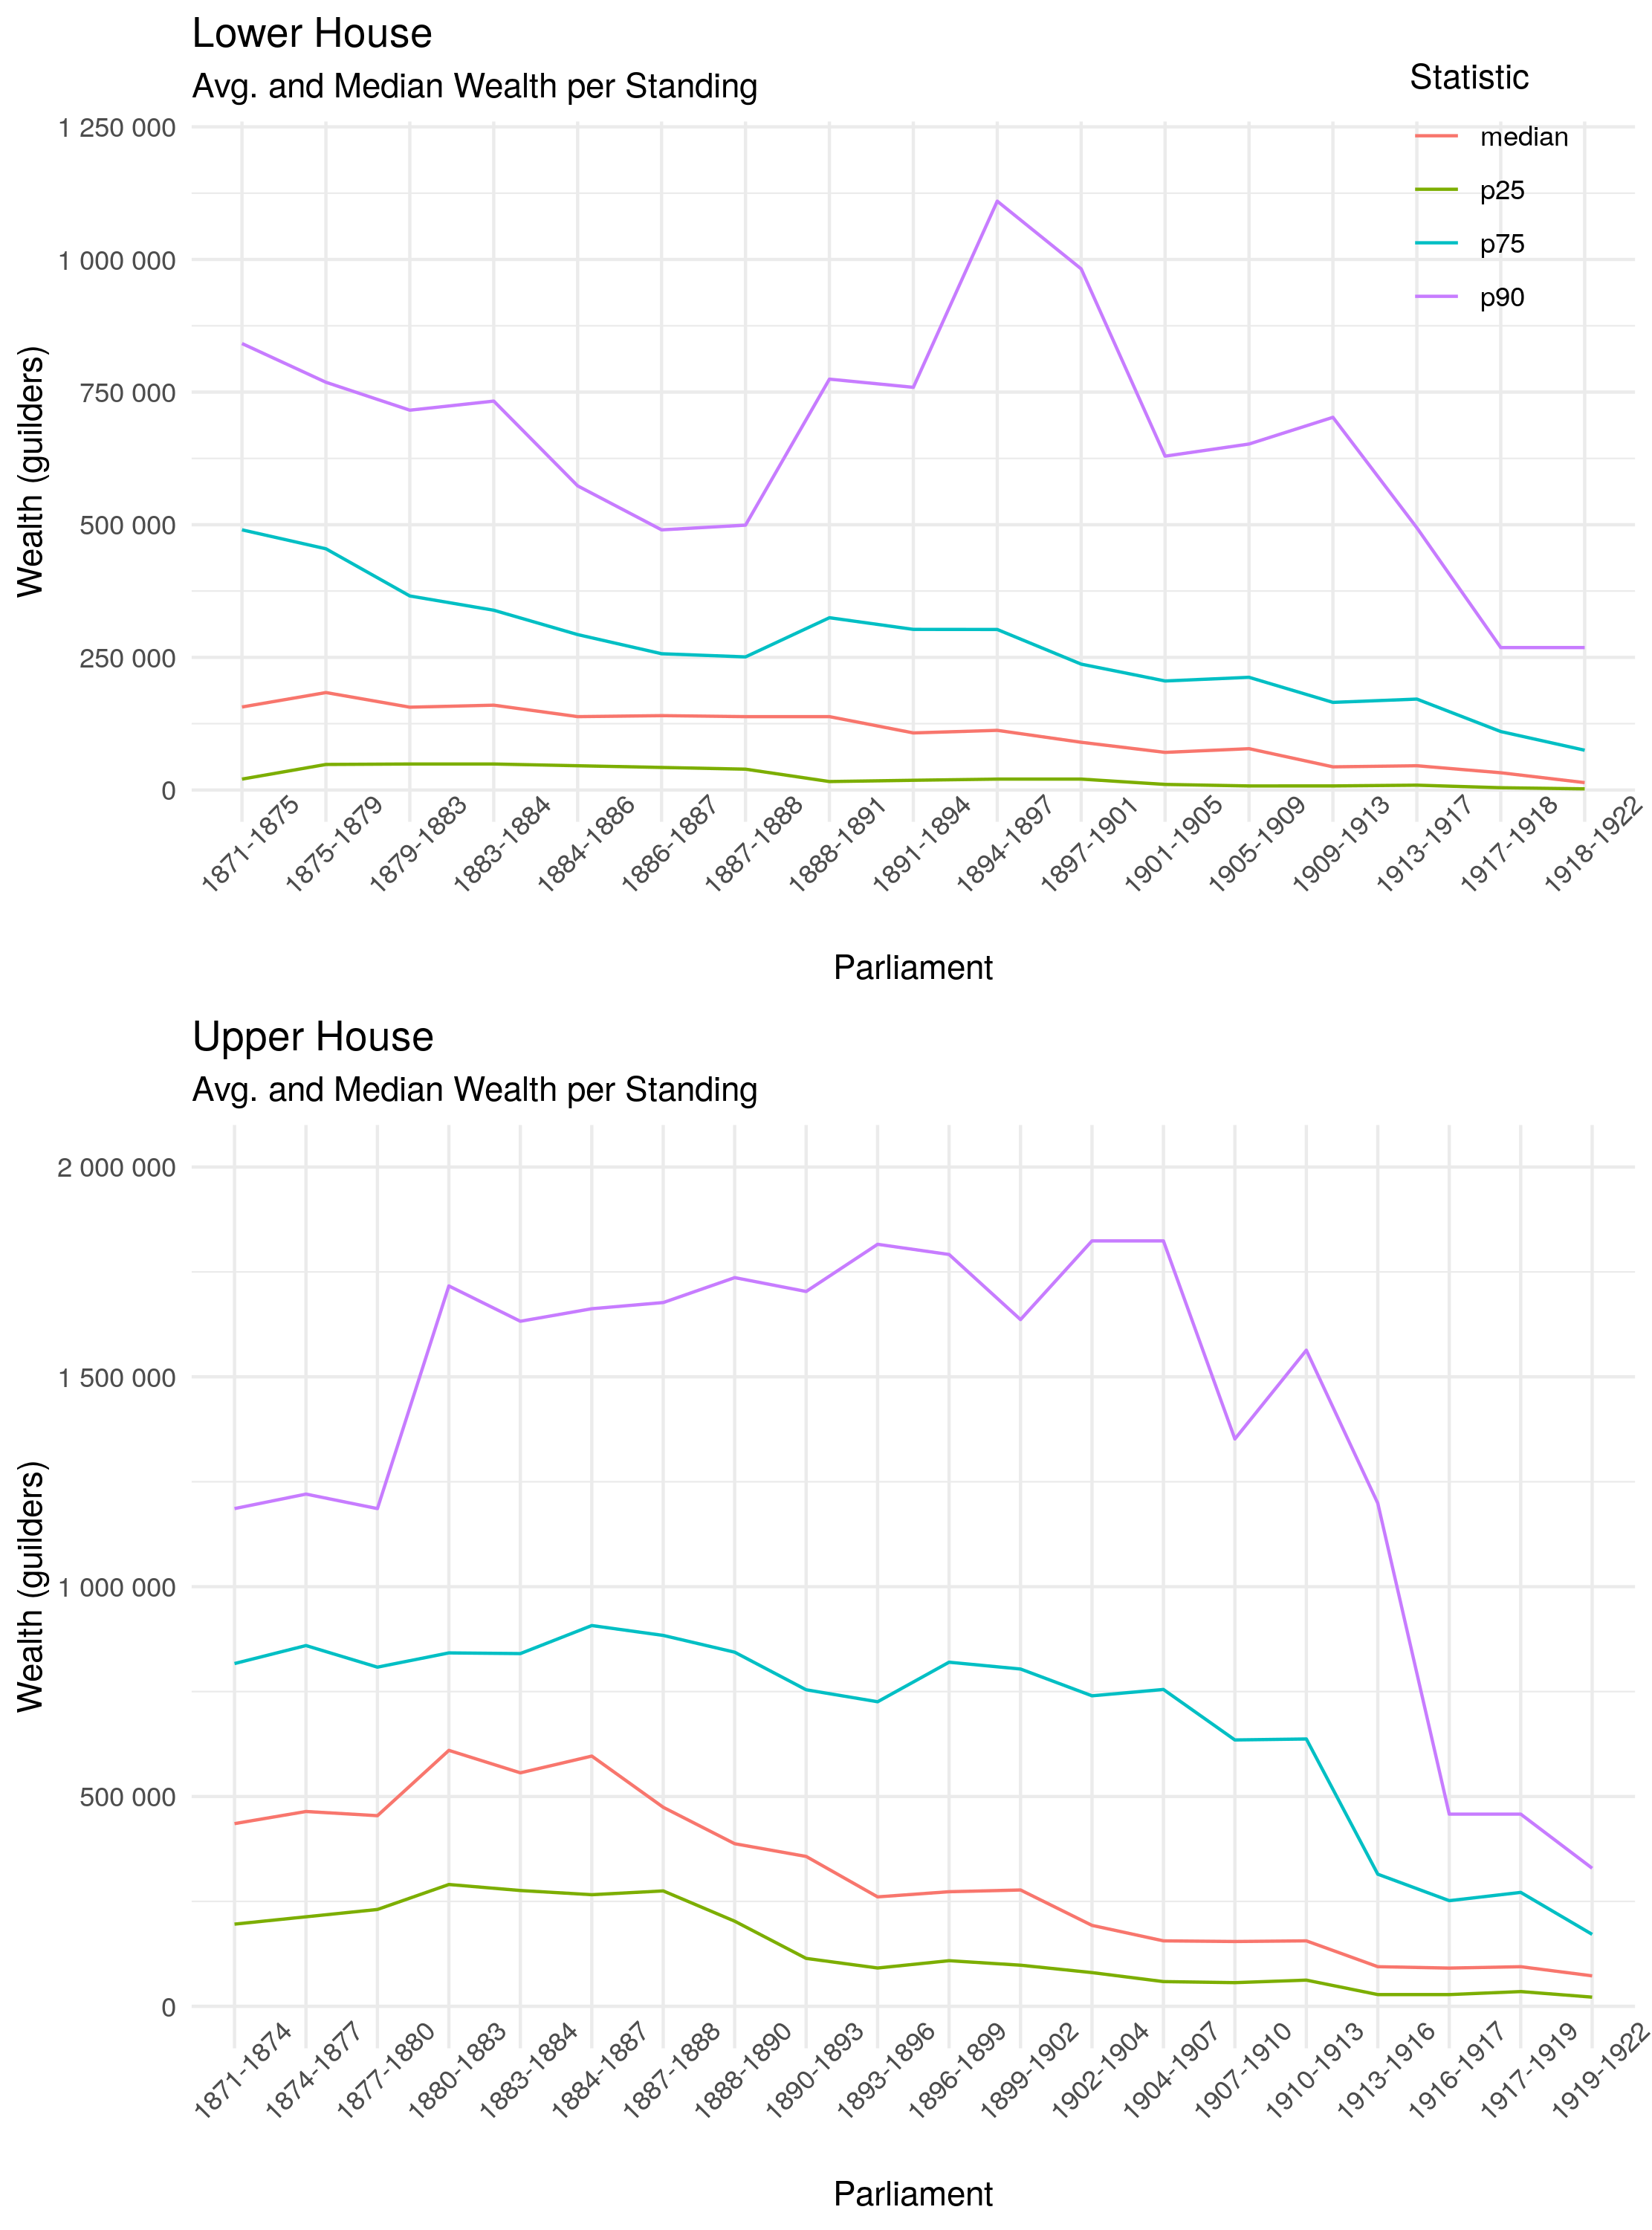 Lower House
Avg. and Median Wealth per Standing
Statistic
median
p25
p75
p90
Wealth (guilders)
1 250 000
1 000 000
750 000
500 000
250 000
0
1871-1875
1875-1879
1879-1883
1883-1884
1884-1886
1886-1887
1887-1888
1888-1891
1891-1894
1894-1897
1897-1901
1901-1905
1905-1909
1909-1913
1913-1917
1917-1918
1918-1922
Parliament
Upper House
Avg. and Median Wealth per Standing
Wealth (guilders)
2 000 000
1 500 000
1 000 000
500 000
0
1871-1874
1874-1877
1877-1880
1880-1883
1883-1884
1884-1887
1887-1888
1888-1890
1890-1893
1893-1896
1896-1899
1899-1902
1902-1904
1904-1907
1907-1910
1910-1913
1913-1916
1916-1917
1917-1919
1919-1922
Parliament